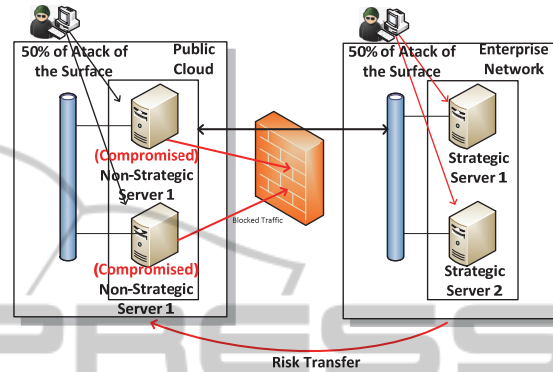 50% of Atack of
the Surface
Public
Cloud
(Compromised)
Non-Strategic
Server 1
(Compromised)
Non-Strategic
Server 1
Blocked Traffic
50% of Atack of
the Surface
Enterprise
Network
Strategic
Server 1
Strategic
Server 2
Risk Transfer
PRESS